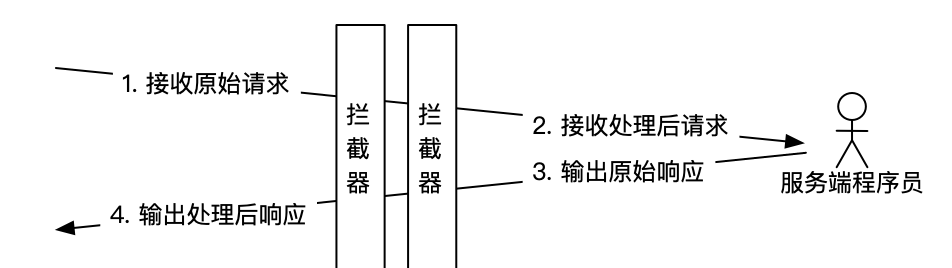 1. 接收原始请求
拦截器
拦截器
2. 接收处理后请求
3. 输出原始响应
服务端程序员
4. 输出处理后响应